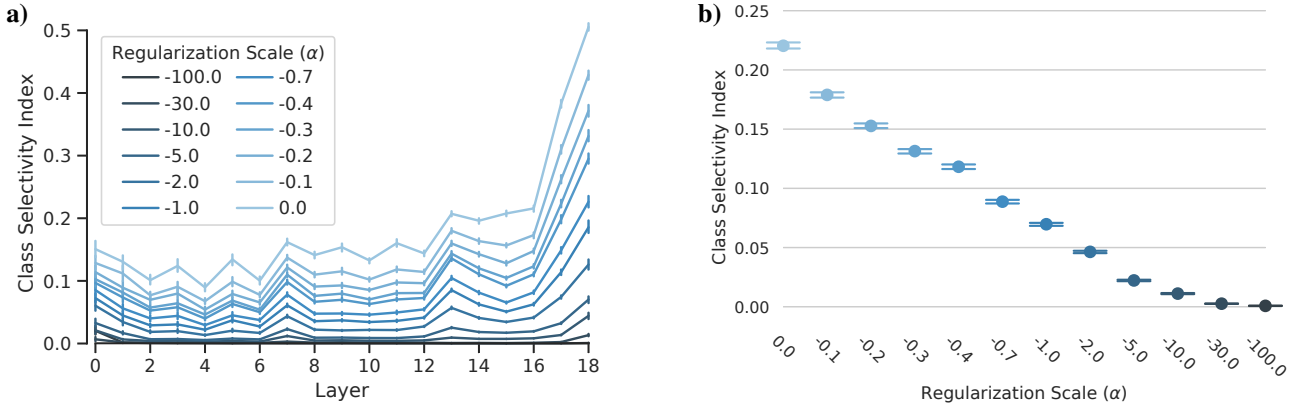 a)
Class Selectivity Index
0.5
0.4
0.3
0.2
0.1
0.0
Regularization Scale (α)
-100.0 -0.7
-30.0 -0.4
-10.0 -0.3
-5.0 -0.2
-2.0 -0.1
-1.0 0.0
0 2 4 6 8 10 12 14 16 18
Layer
b)
Class Selectivity Index
0.25
0.20
0.15
0.10
0.05
0.00
0.0 -0.1 -0.2 -0.3 -0.4 -0.7 -1.0 -2.0 -5.0 -10.0 -30.0 -100.0
Regularization Scale (α)